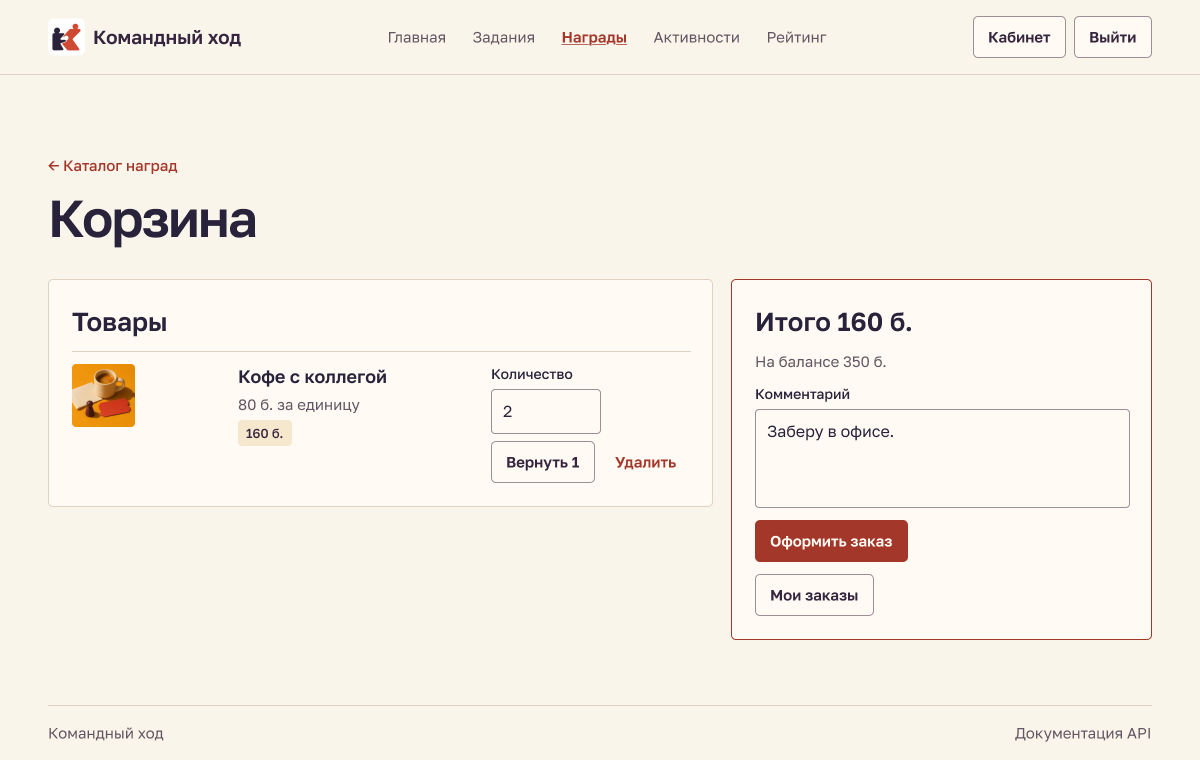 Командный ход
Главная
Задания
Награды
Активности
Рейтинг
Кабинет
Выйти
← Каталог наград
Корзина
Товары
Кофе с коллегой
80 б. за единицу
160 б.
Количество
2
Вернуть 1
Удалить
Итого 160 б.
На балансе 350 б.
Комментарий
Заберу в офисе.
Оформить заказ
Мои заказы
Командный ход
Документация API